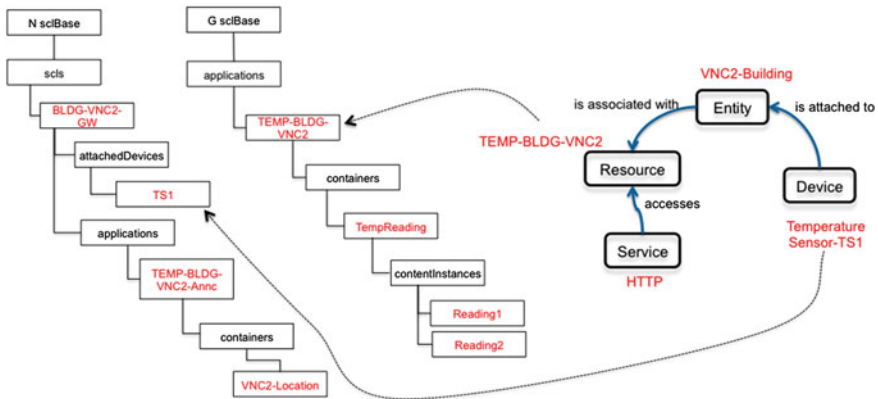 N sclBase
scls
BLDG-VNC2-
GW
attachedDevices
TS1
applications
TEMP-BLDG-
VNC2-Annc
containers
VNC2-Location
G sclBase
applications
TEMP-BLDG-
VNC2
containers
TempReading
contentInstances
Reading1
Reading2
VNC2-Building
is associated with
Entity
is attached to
TEMP-BLDG-VNC2
Resource
Device
accesses
Temperature
Sensor-TS1
Service
HTTP